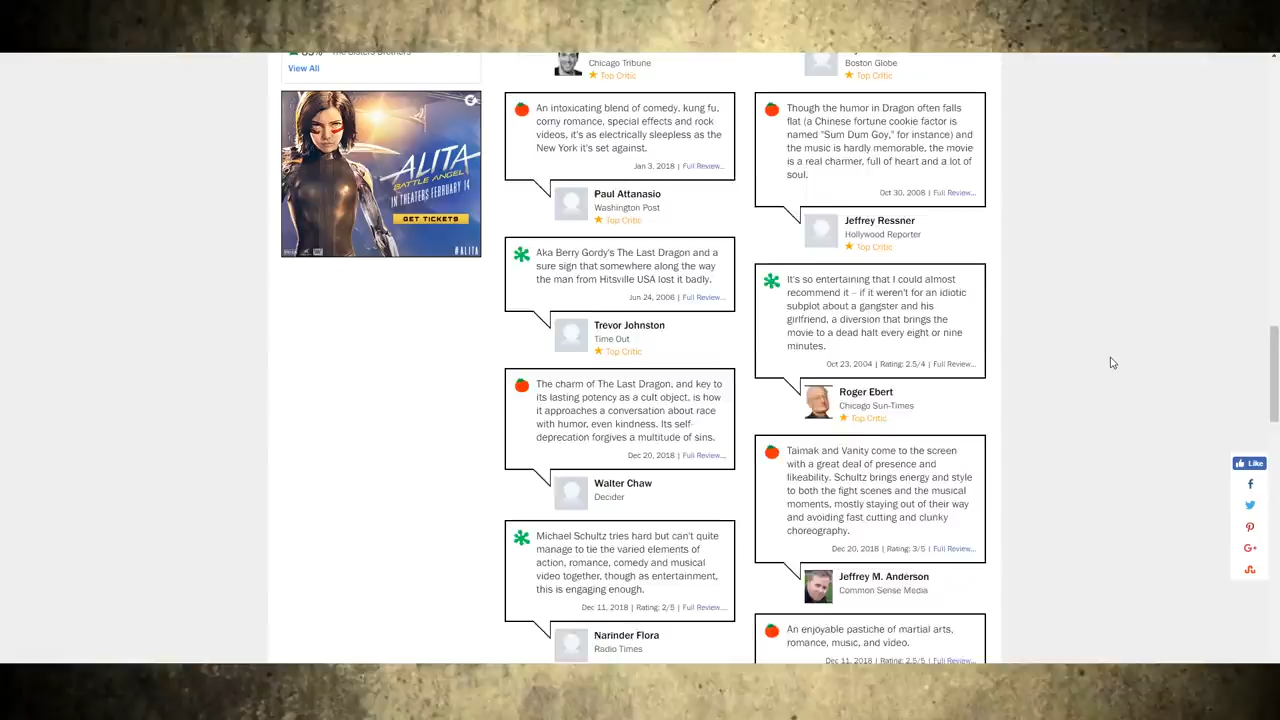 85% The Sisters Brothers
View All
ALITA
BATTLE ANGEL
IN THEATERS FEBRUARY 14
GET TICKETS
#ALITA
Chicago Tribune
Top Critic
An intoxicating blend of comedy, kung fu,
corny romance, special effects and rock
videos, it's as electrically sleepless as the
New York it's set against.
Jan 3, 2018 | Full Review...
Paul Attanasio
Washington Post
Top Critic
Aka Berry Gordy's The Last Dragon and a
sure sign that somewhere along the way
the man from Hitsville USA lost it badly.
Jun 24, 2006 | Full Review...
Trevor Johnston
Time Out
Top Critic
The charm of The Last Dragon, and key to
its lasting potency as a cult object, is how
it approaches a conversation about race
with humor, even kindness. Its self-
deprecation forgives a multitude of sins.
Dec 20, 2018 | Full Review...
Walter Chaw
Decider
Michael Schultz tries hard but can't quite
manage to tie the varied elements of
action, romance, comedy and musical
video together, though as entertainment,
this is engaging enough.
Dec 11, 2018 | Rating: 2/5 | Full Review...
Narinder Flora
Radio Times
Boston Globe
Top Critic
Though the humor in Dragon often falls
flat (a Chinese fortune cookie factor is
named "Sum Dum Goy," for instance) and
the music is hardly memorable, the movie
is a real charmer, full of heart and a lot of
soul.
Oct 30, 2008 | Full Review...
Jeffrey Ressner
Hollywood Reporter
Top Critic
It's so entertaining that I could almost
recommend it -- if it weren't for an idiotic
subplot about a gangster and his
girlfriend, a diversion that brings the
movie to a dead halt every eight or nine
minutes.
Oct 23, 2004 | Rating: 2.5/4 | Full Review...
Roger Ebert
Chicago Sun-Times
Top Critic
Taimak and Vanity come to the screen
with a great deal of presence and
likeability. Schultz brings energy and style
to both the fight scenes and the musical
moments, mostly staying out of their way
and avoiding fast cutting and clunky
choreography.
Dec 20, 2018 | Rating: 3/5 | Full Review...
Jeffrey M. Anderson
Common Sense Media
An enjoyable pastiche of martial arts,
romance, music, and video.
Dec 11, 2018 | Rating: 2.5/5 | Full Review...
Like